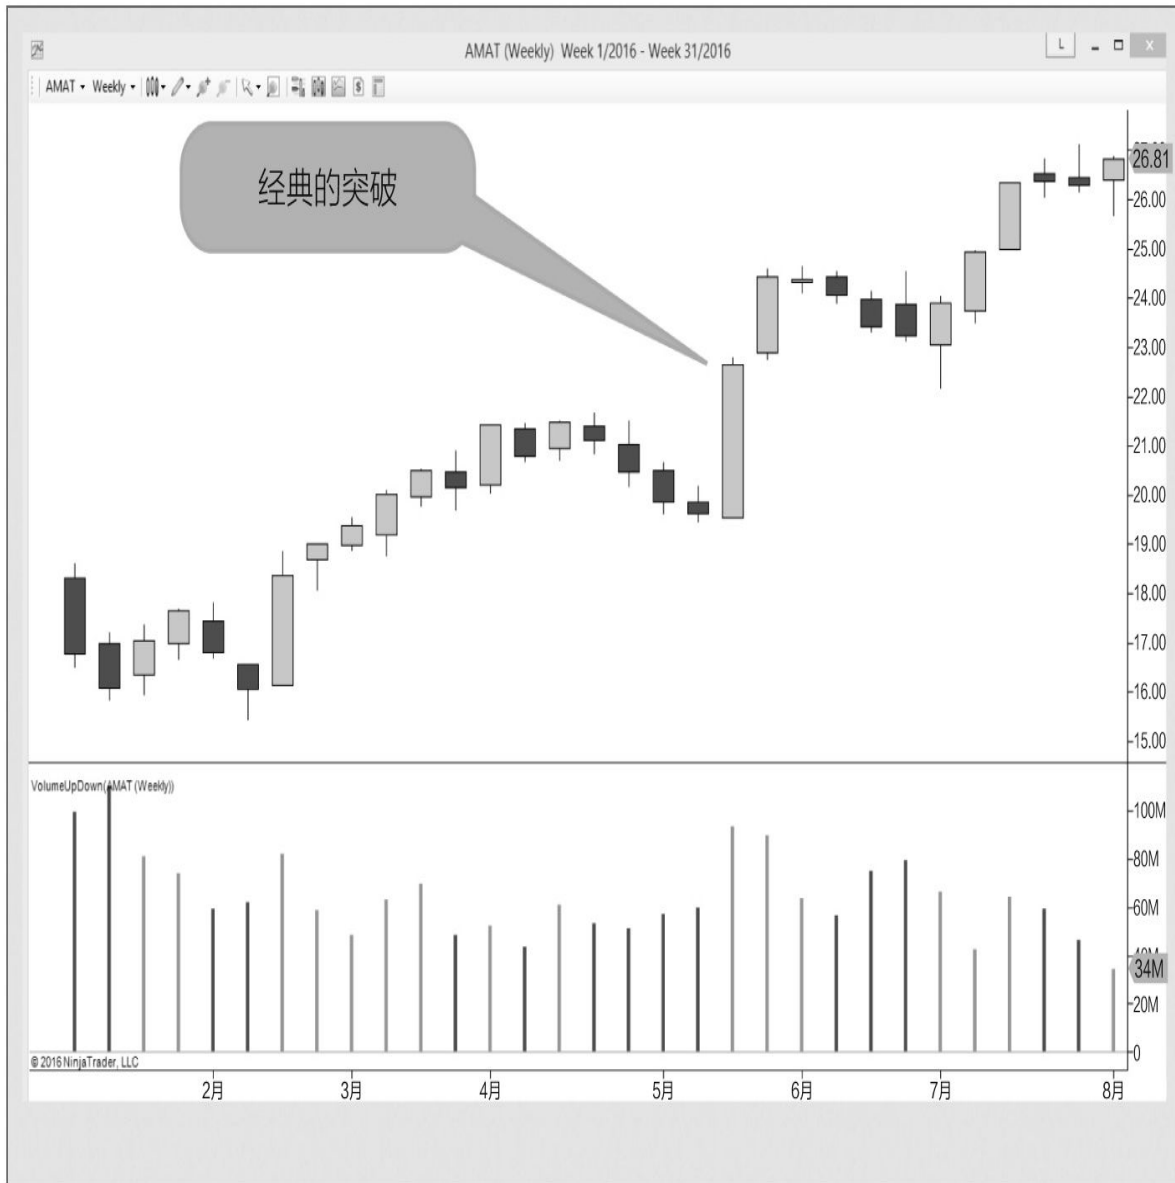 AMAT (Weekly) Week 1/2016 - Week 31/2016
L
X
AMAT Weekly
经典的突破
26.81
26.00
25.00
24.00
23.00
22.00
21.00
20.00
19.00
18.00
17.00
16.00
15.00
VolumeUpDown(AMAT (Weekly))
100M
80M
60M
34M
20M
0
© 2016 NinjaTrader, LLC
2月 3月 4月 5月 6月 7月 8月